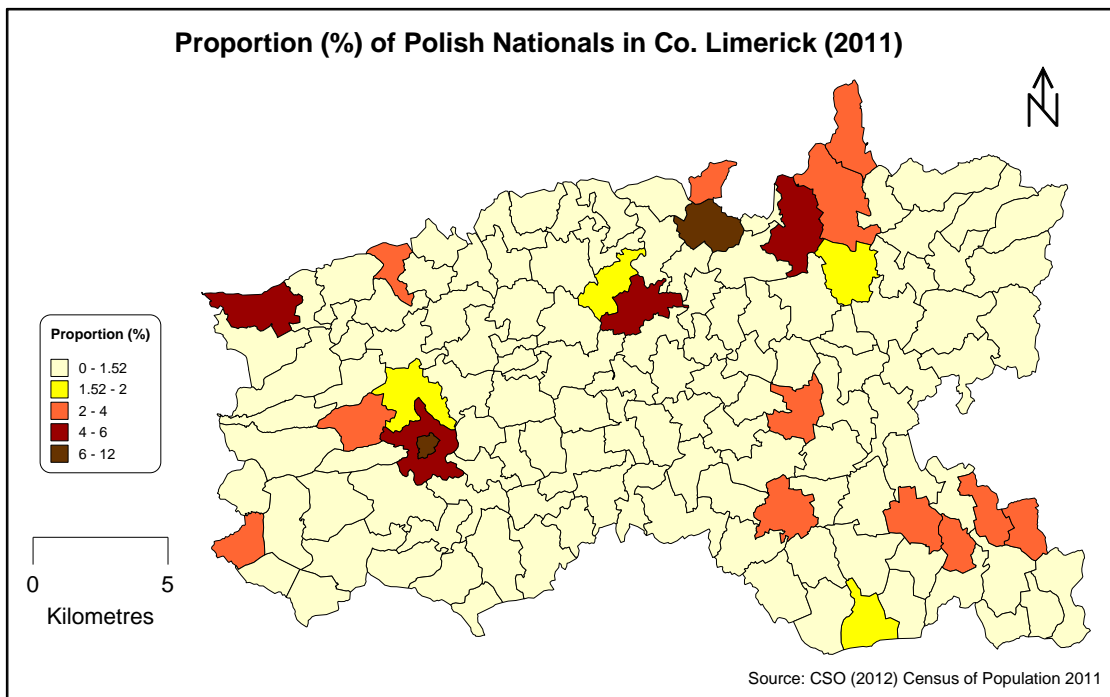 Proportion (%) of Polish Nationals in Co. Limerick (2011)
N
Proportion (%)
0 - 1.52
1.52 - 2
2 - 4
4 - 6
6 - 12
0 5
Kilometres
Source: CSO (2012) Census of Population 2011